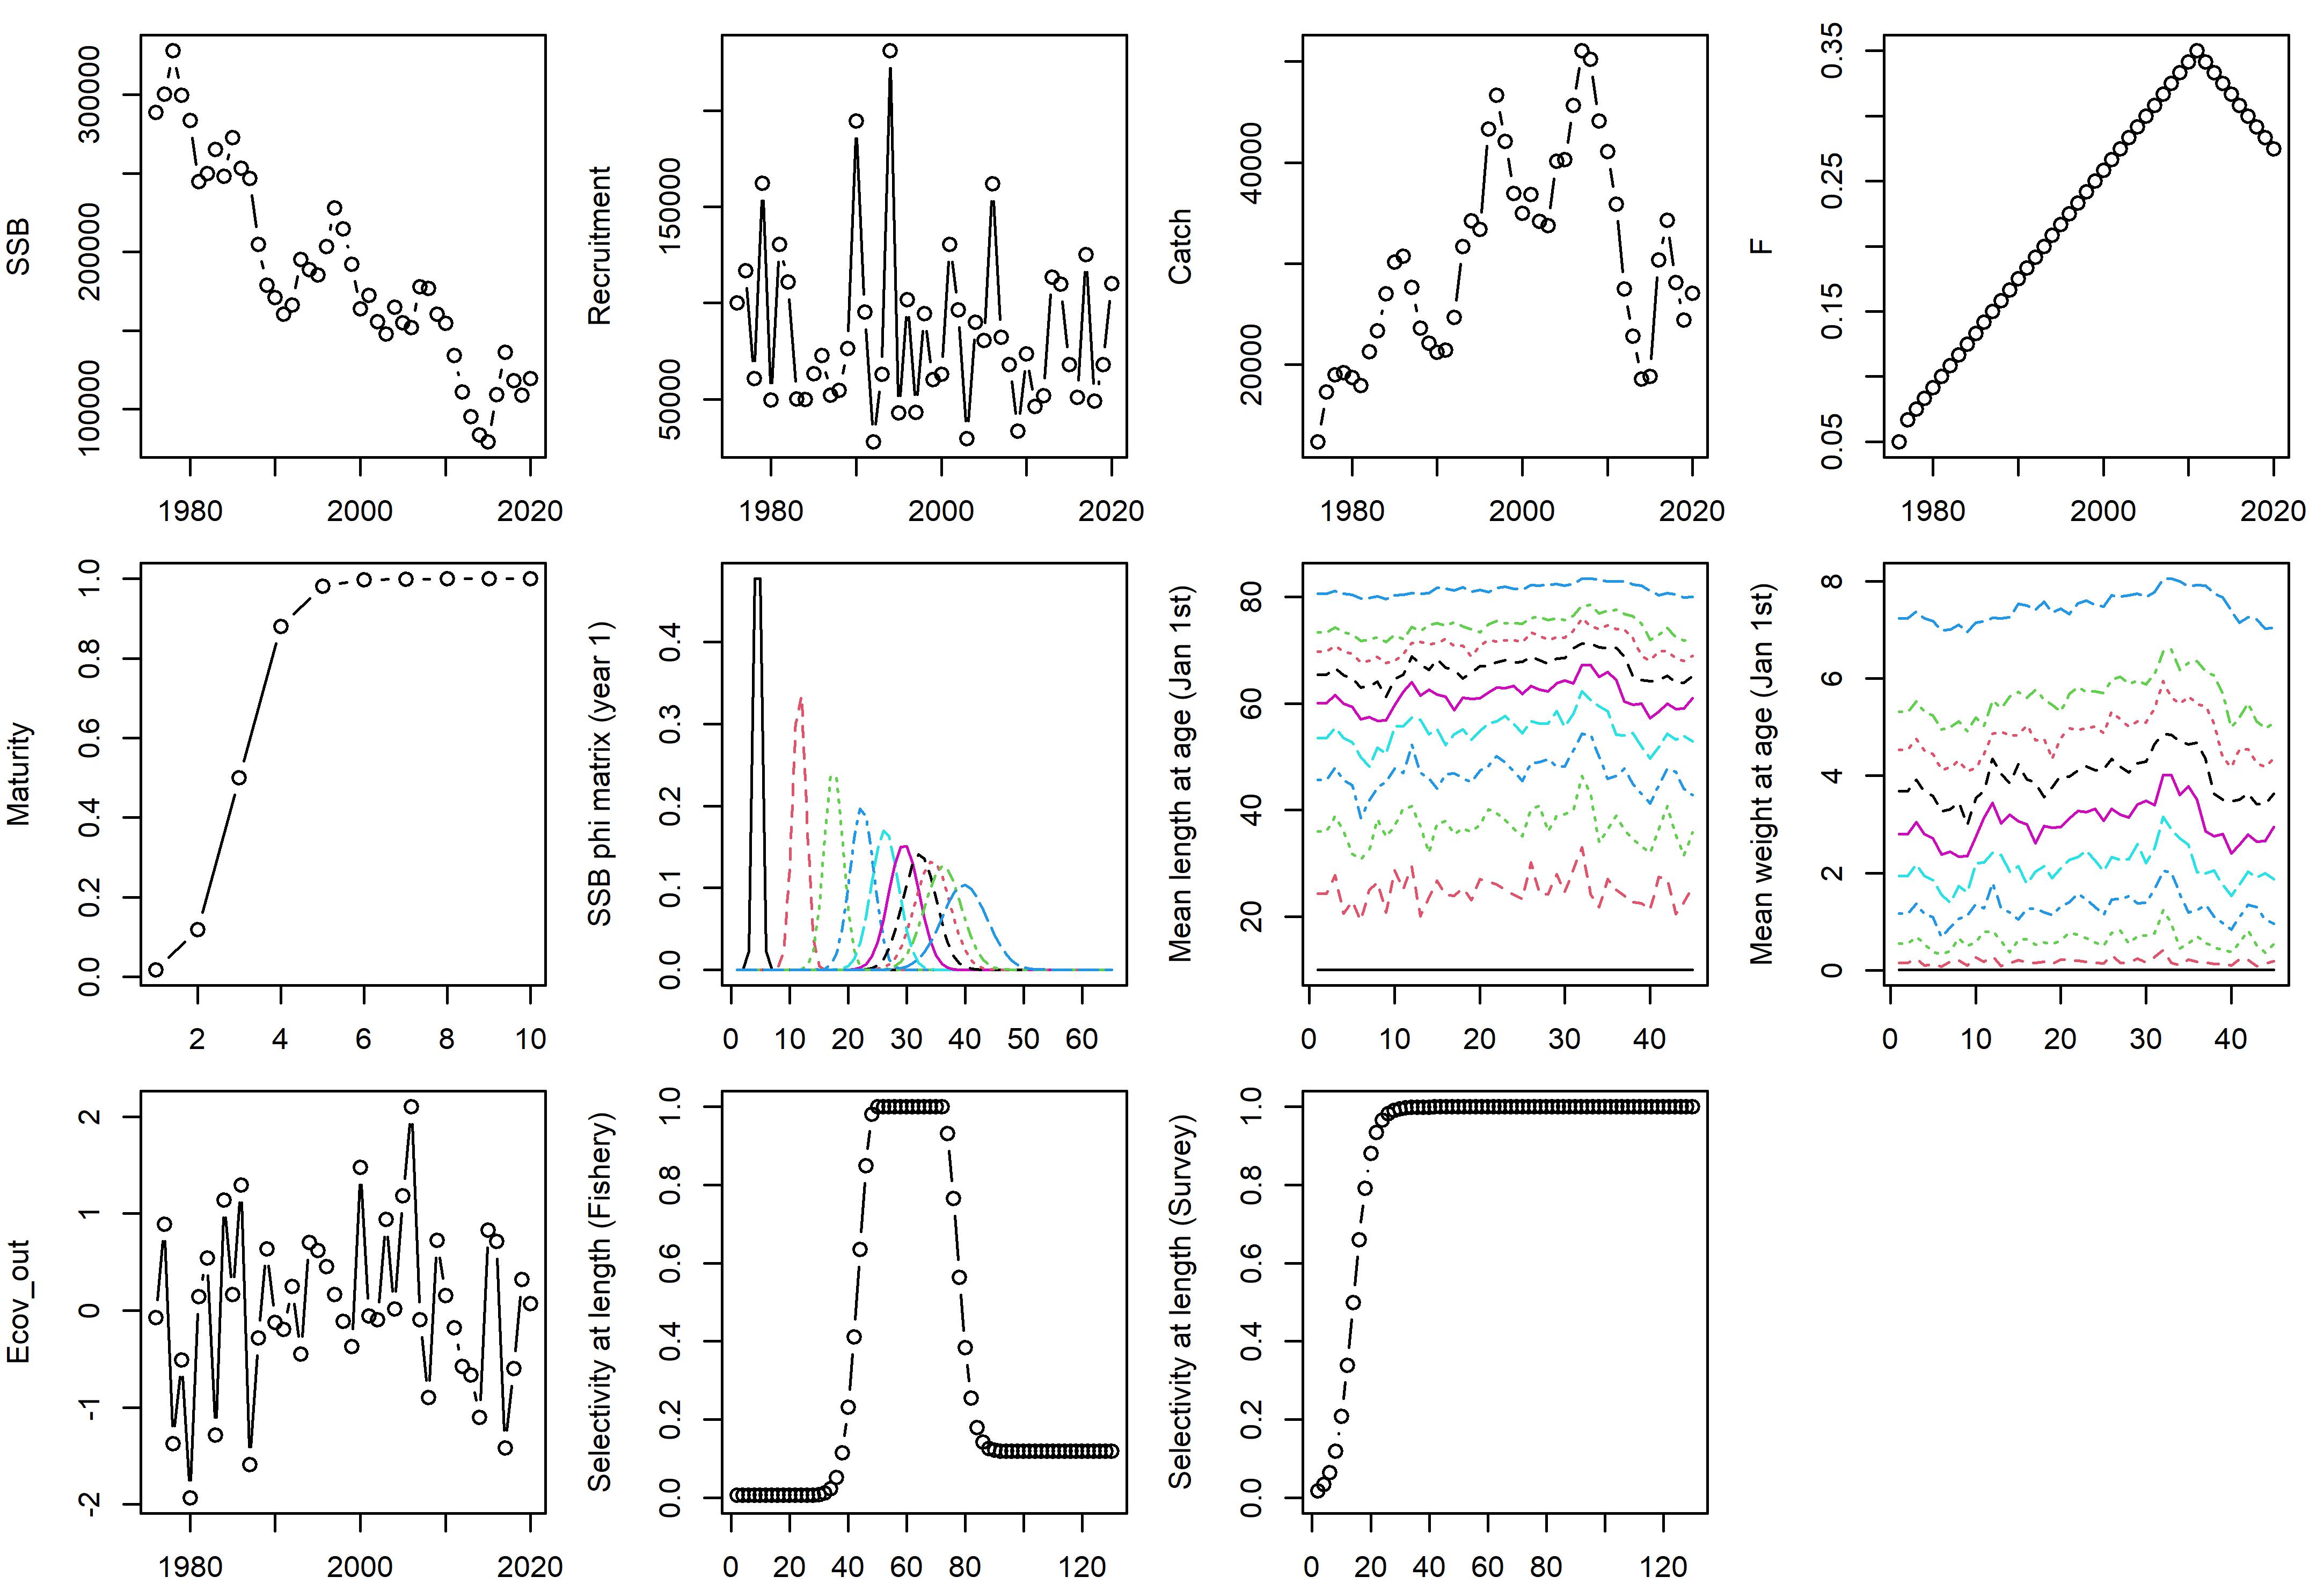 SSB
100000 200000 300000
1980 2000 2020
Recruitment
50000 150000
1980 2000 2020
Catch
20000 40000
1980 2000 2020
F
0.05 0.15 0.25 0.35
1980 2000 2020
Maturity
0.0 0.2 0.4 0.6 0.8 1.0
2 4 6 8 10
SSB phi matrix (year 1)
0.0 0.1 0.2 0.3 0.4
0 10 20 30 40 50 60
Mean length at age (Jan 1st)
20 40 60 80
0 10 20 30 40
Mean weight at age (Jan 1st)
0 2 4 6 8
0 10 20 30 40
Ecov_out
-2 -1 0 1 2
1980 2000 2020
Selectivity at length (Fishery)
0.0 0.2 0.4 0.6 0.8 1.0
0 20 40 60 80 120
Selectivity at length (Survey)
0.0 0.2 0.4 0.6 0.8 1.0
0 20 40 60 80 120